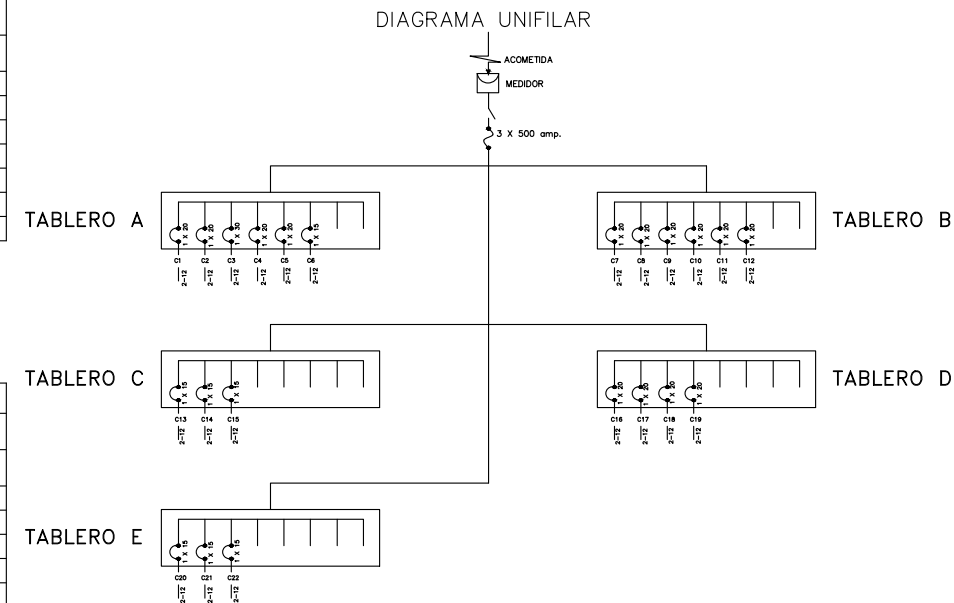 DIAGRAMA UNIFILAR
ACOMETIDA
MEDIDOR
3 X 500 amp.
TABLERO A
1 X 20
1 X 20
1 X 30
1 X 20
1 X 20
1 X 15
C1
C2
C3
C4
C5
C6
2-12
2-12
2-12
2-12
2-12
2-12
TABLERO B
1 X 20
1 X 20
1 X 20
1 X 20
1 X 20
1 X 20
C7
C8
C9
C10
C11
C12
2-12
2-12
2-12
2-12
2-12
2-12
TABLERO C
1 X 15
1 X 15
1 X 15
C13
C14
C15
2-12
2-12
2-12
TABLERO D
1 X 20
1 X 20
1 X 20
1 X 20
C16
C17
C18
C19
2-12
2-12
2-12
2-12
TABLERO E
1 X 15
1 X 15
1 X 15
C20
C21
C22
2-12
2-12
2-12